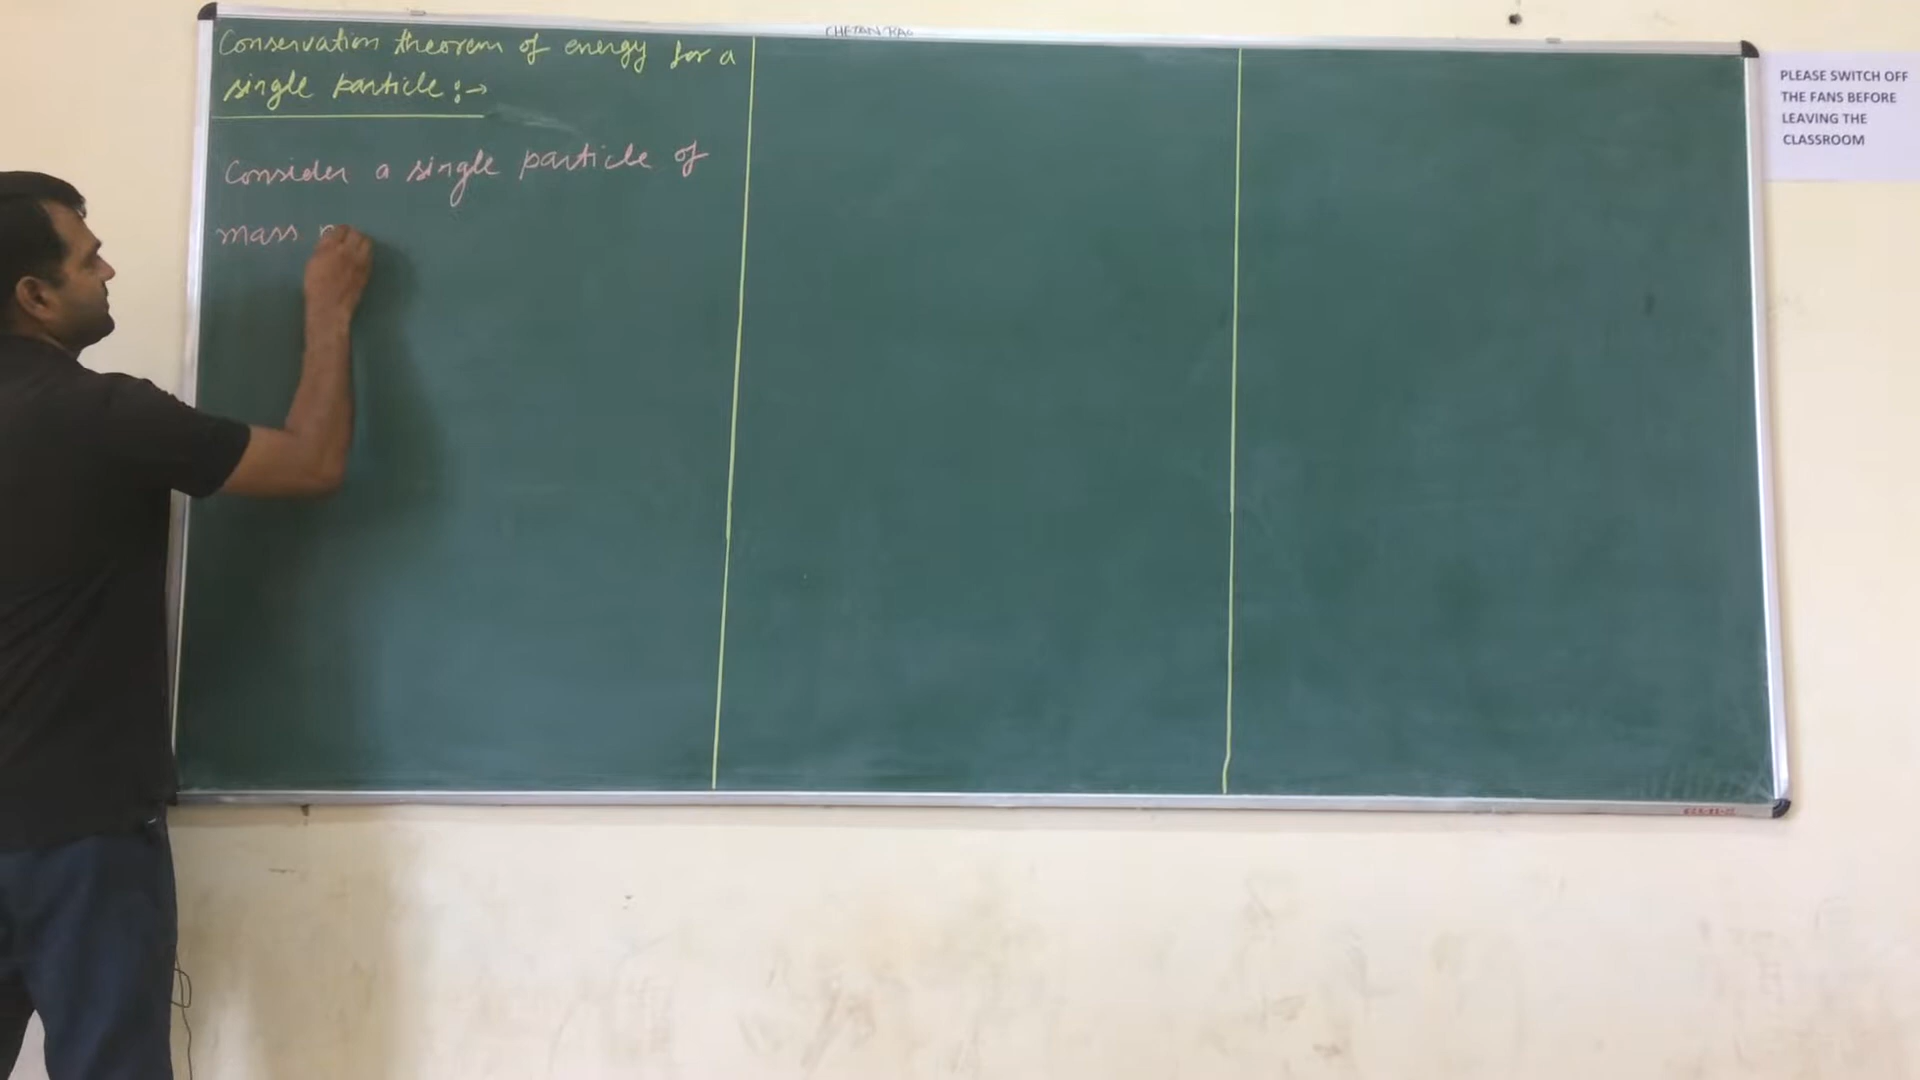 CHETAN RAO
Conservation theorem of energy for a
single particle :→
Consider a single particle of
mass
PLEASE SWITCH OFF
THE FANS BEFORE
LEAVING THE
CLASSROOM